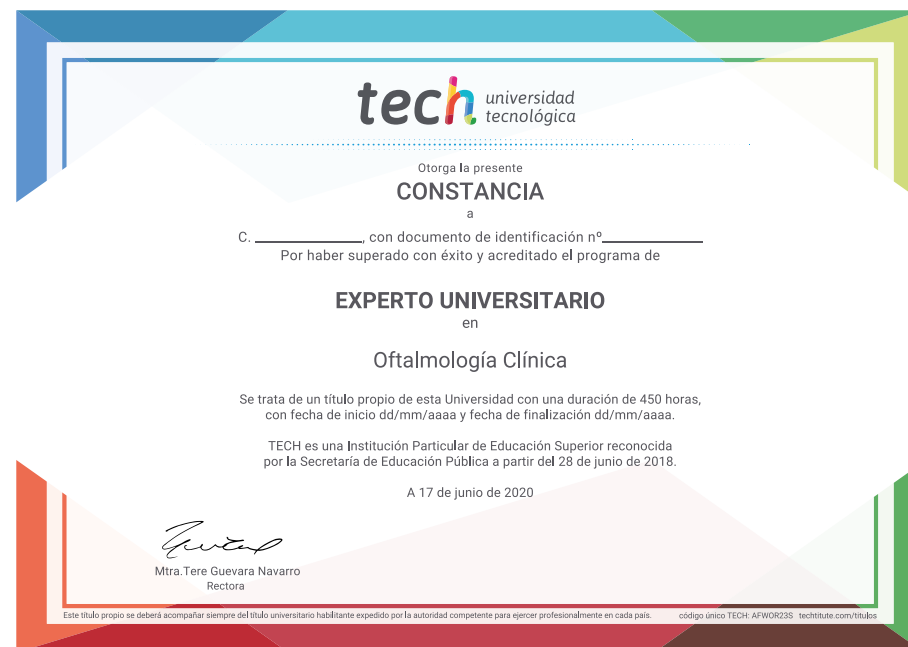 tech universidad
tecnológica
Otorga la presente
CONSTANCIA
a
C. ____________, con documento de identificación nº____________
Por haber superado con éxito y acreditado el programa de
EXPERTO UNIVERSITARIO
en
Oftalmología Clínica
Se trata de un título propio de esta Universidad con una duración de 450 horas,
con fecha de inicio dd/mm/aaaa y fecha de finalización dd/mm/aaaa.
TECH es una Institución Particular de Educación Superior reconocida
por la Secretaría de Educación Pública a partir del 28 de junio de 2018.
A 17 de junio de 2020
Mtra.Tere Guevara Navarro
Rectora
Este título propio se deberá acompañar siempre del título universitario habilitante expedido por la autoridad competente para ejercer profesionalmente en cada país. código único TECH: AFWOR23S techtitute.com/titulos